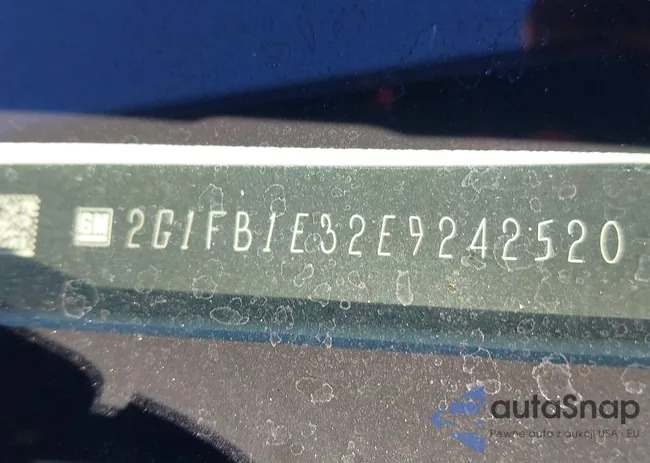 GM 2G1FB1E32E9242520
autaSnap
Pewne auta z aukcji USA i EU